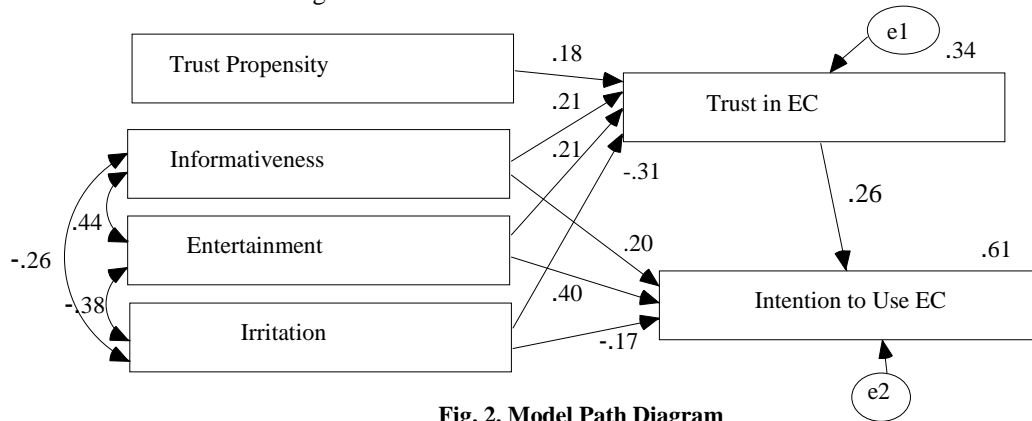 e1
Trust Propensity
.18
.34
Trust in EC
.21
Informativeness
.21
-.31
.44
.26
Entertainment
.20
.61
-.26
-.38
.40
Intention to Use EC
Irritation
-.17
e2
Fig. 2. Model Path Diagram